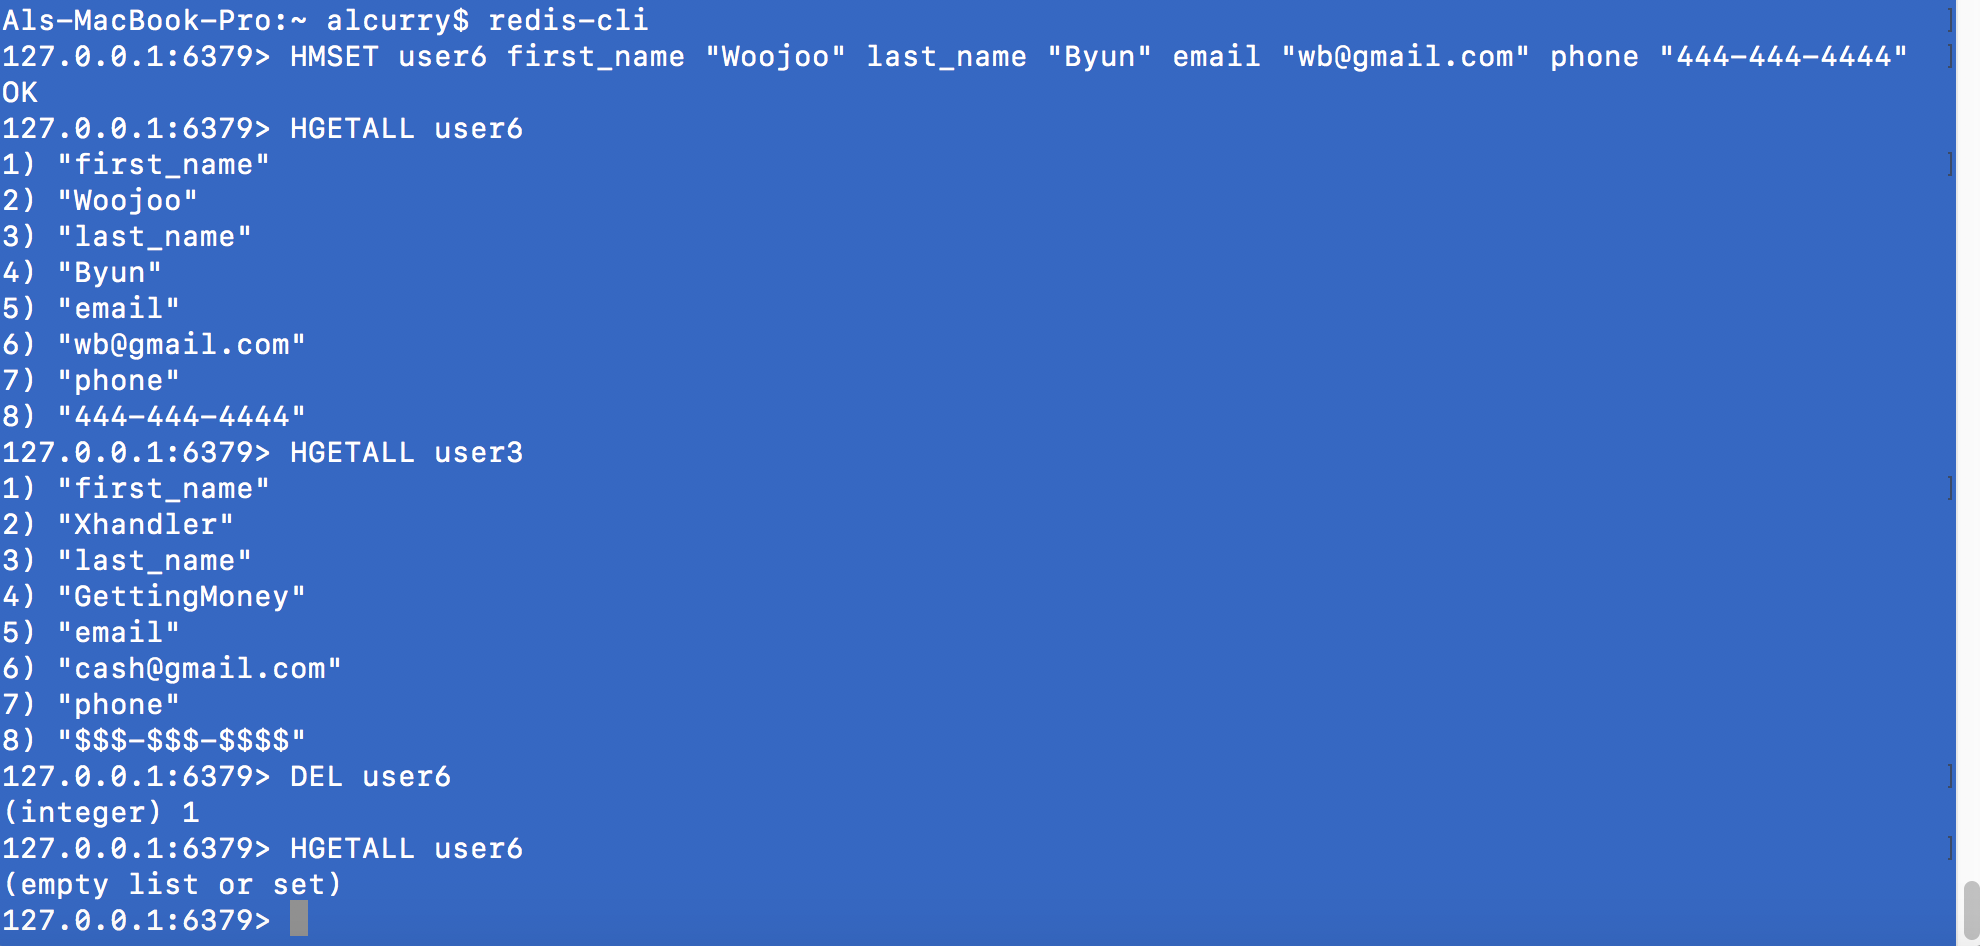 Als-MacBook-Pro:~ alcurry$ redis-cli
127.0.0.1:6379> HMSET user6 first_name "Woojoo" last_name "Byun" email "wb@gmail.com" phone "444-444-4444"
OK
127.0.0.1:6379> HGETALL user6
1) "first_name"
2) "Woojoo"
3) "last_name"
4) "Byun"
5) "email"
6) "wb@gmail.com"
7) "phone"
8) "444-444-4444"
127.0.0.1:6379> HGETALL user3
1) "first_name"
2) "Xhandler"
3) "last_name"
4) "GettingMoney"
5) "email"
6) "cash@gmail.com"
7) "phone"
8) "$$$-$$$-$$$$"
127.0.0.1:6379> DEL user6
(integer) 1
127.0.0.1:6379> HGETALL user6
(empty list or set)
127.0.0.1:6379>